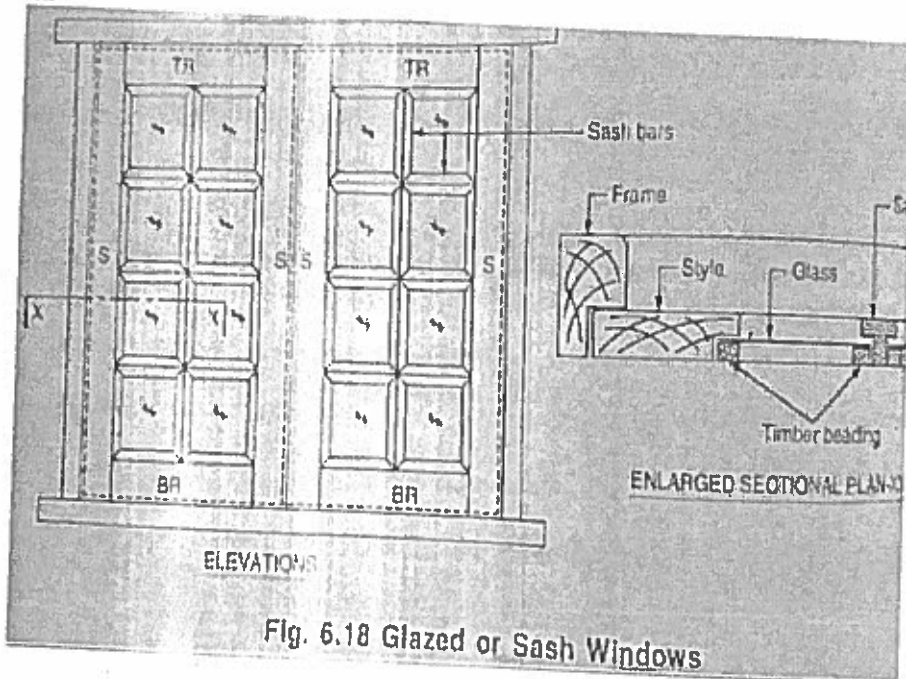 TR
TR
Sash bars
Frame
S
S
S
S
Style
Glass
X
X
Timber beading
BR
BR
ENLARGED SECTIONAL PLAN-X
ELEVATIONS
Fig. 6.18 Glazed or Sash Windows